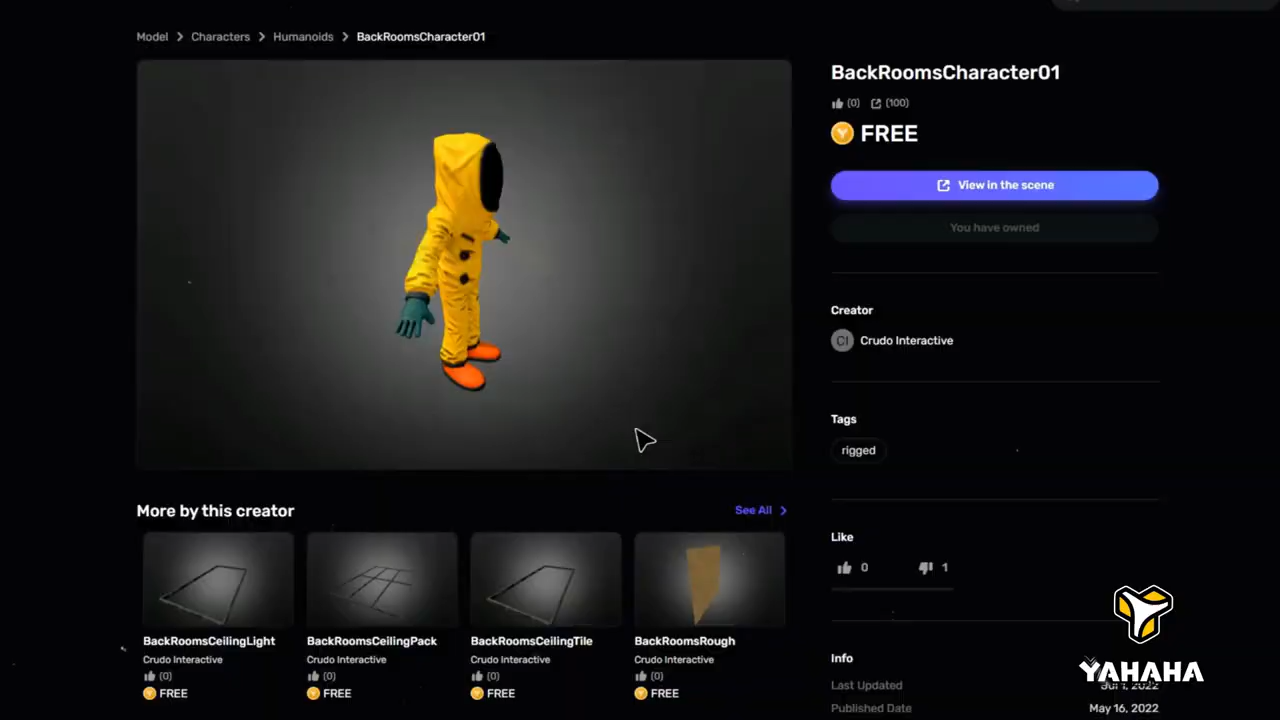 Model > Characters > Humanoids > BackRoomsCharacter01
BackRoomsCharacter01
(0) (100)
FREE
View in the scene
You have owned
Creator
CI Crudo Interactive
Tags
rigged
More by this creator
See All >
BackRoomsCeilingLight
Crudo Interactive
(0)
FREE
BackRoomsCeilingPack
Crudo Interactive
(0)
FREE
BackRoomsCeilingTile
Crudo Interactive
(0)
FREE
BackRoomsRough
Crudo Interactive
(0)
FREE
Like
0 1
Info
Last Updated Jul 1, 2022
Published Date May 16, 2022
YAHAHA